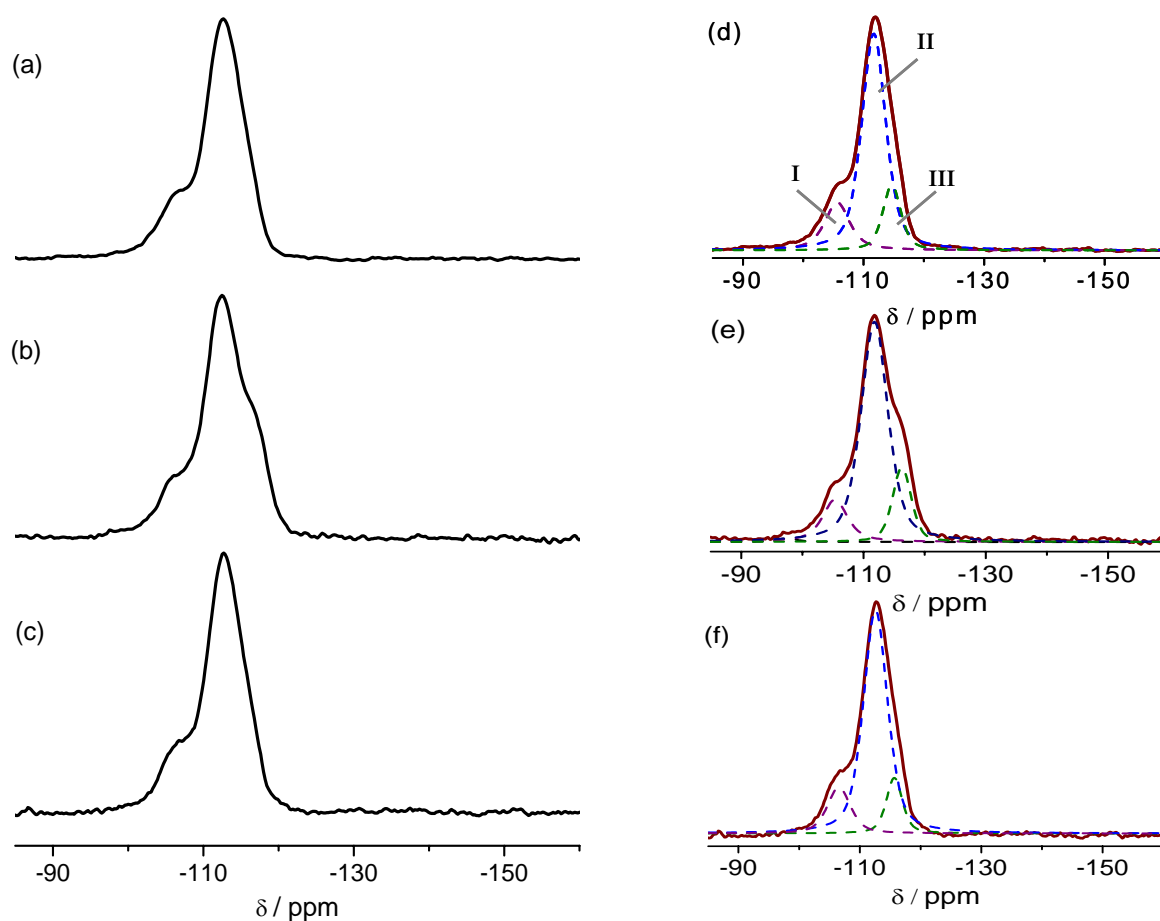 (a)
(b)
(c)
-90 -110 -130 -150
δ / ppm
(d)
II
I
III
-90 -110 -130 -150
δ / ppm
(e)
-90 -110 -130 -150
δ / ppm
(f)
-90 -110 -130 -150
δ / ppm